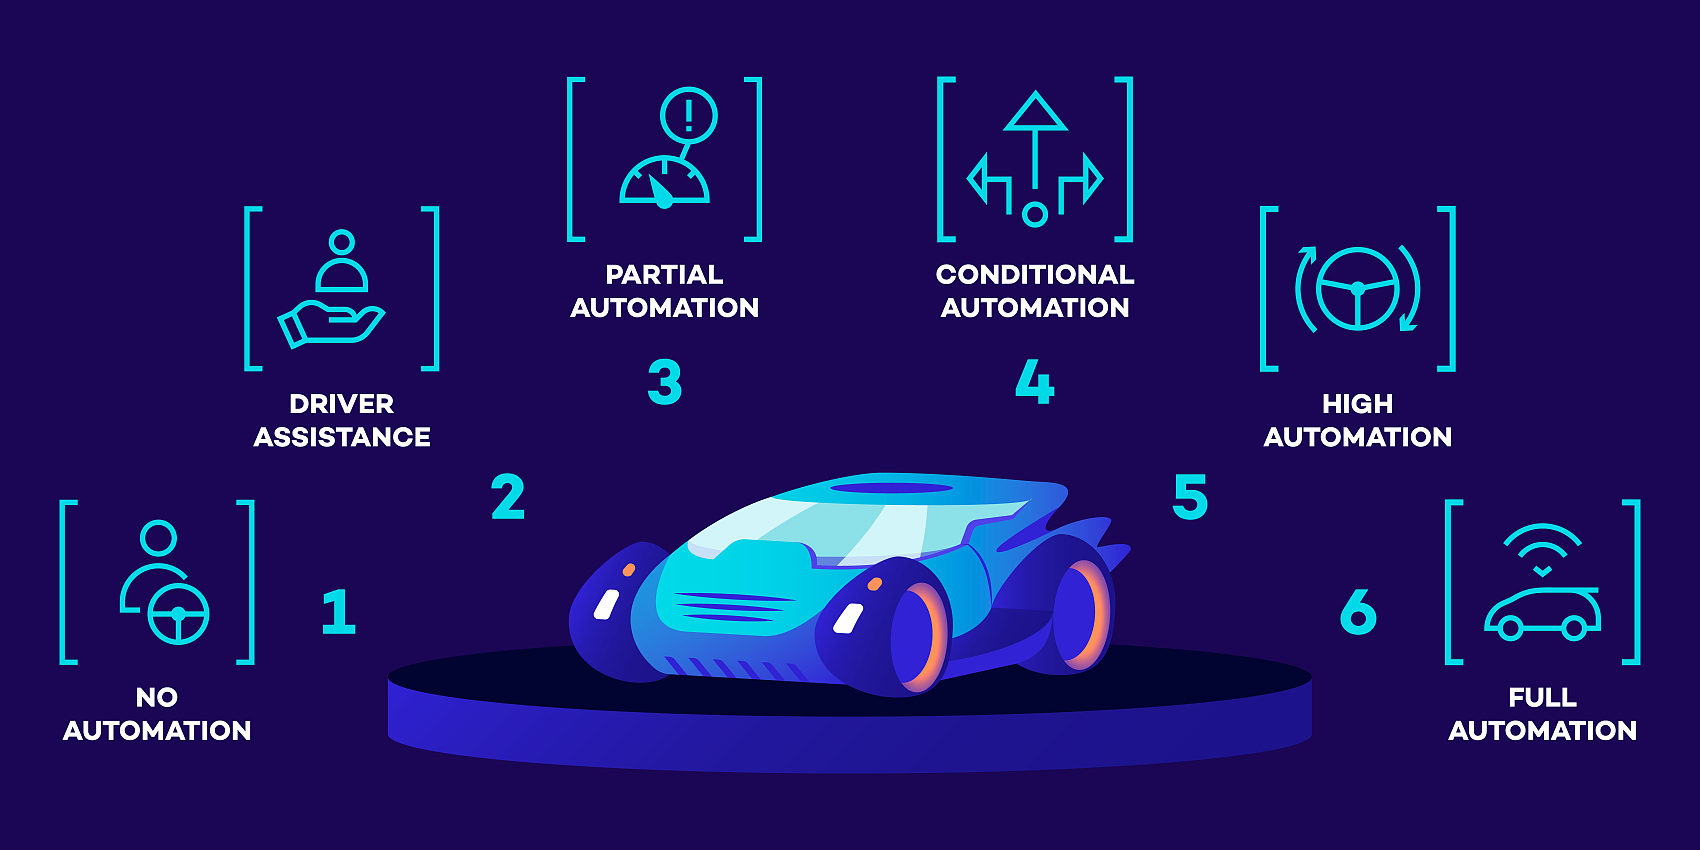 NO
AUTOMATION
1
DRIVER
ASSISTANCE
2
PARTIAL
AUTOMATION
3
CONDITIONAL
AUTOMATION
4
HIGH
AUTOMATION
5
FULL
AUTOMATION
6